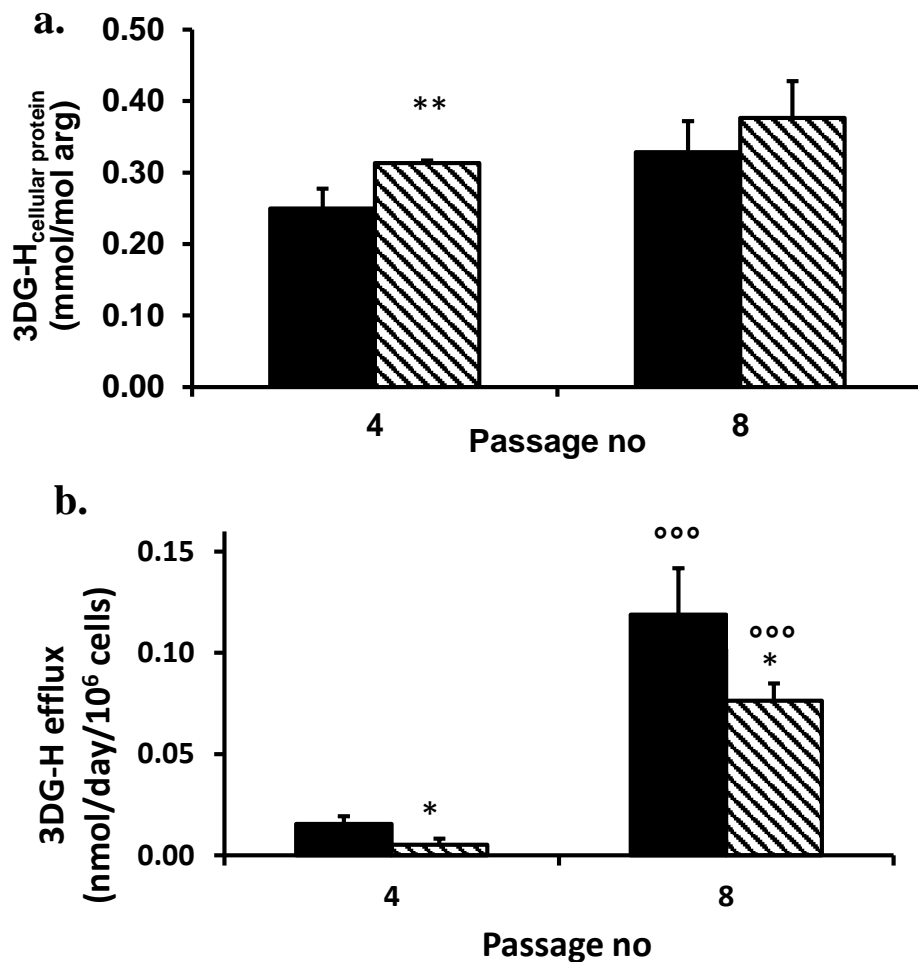 a.
3DG-H cellular protein
(mmol/mol arg)
0.50
0.40
0.30
0.20
0.10
0.00
**
4
8
Passage no
b.
3DG-H efflux
(nmol/day/10⁶ cells)
0.15
0.10
0.05
0.00
*
°°°
°°°
*
4
8
Passage no